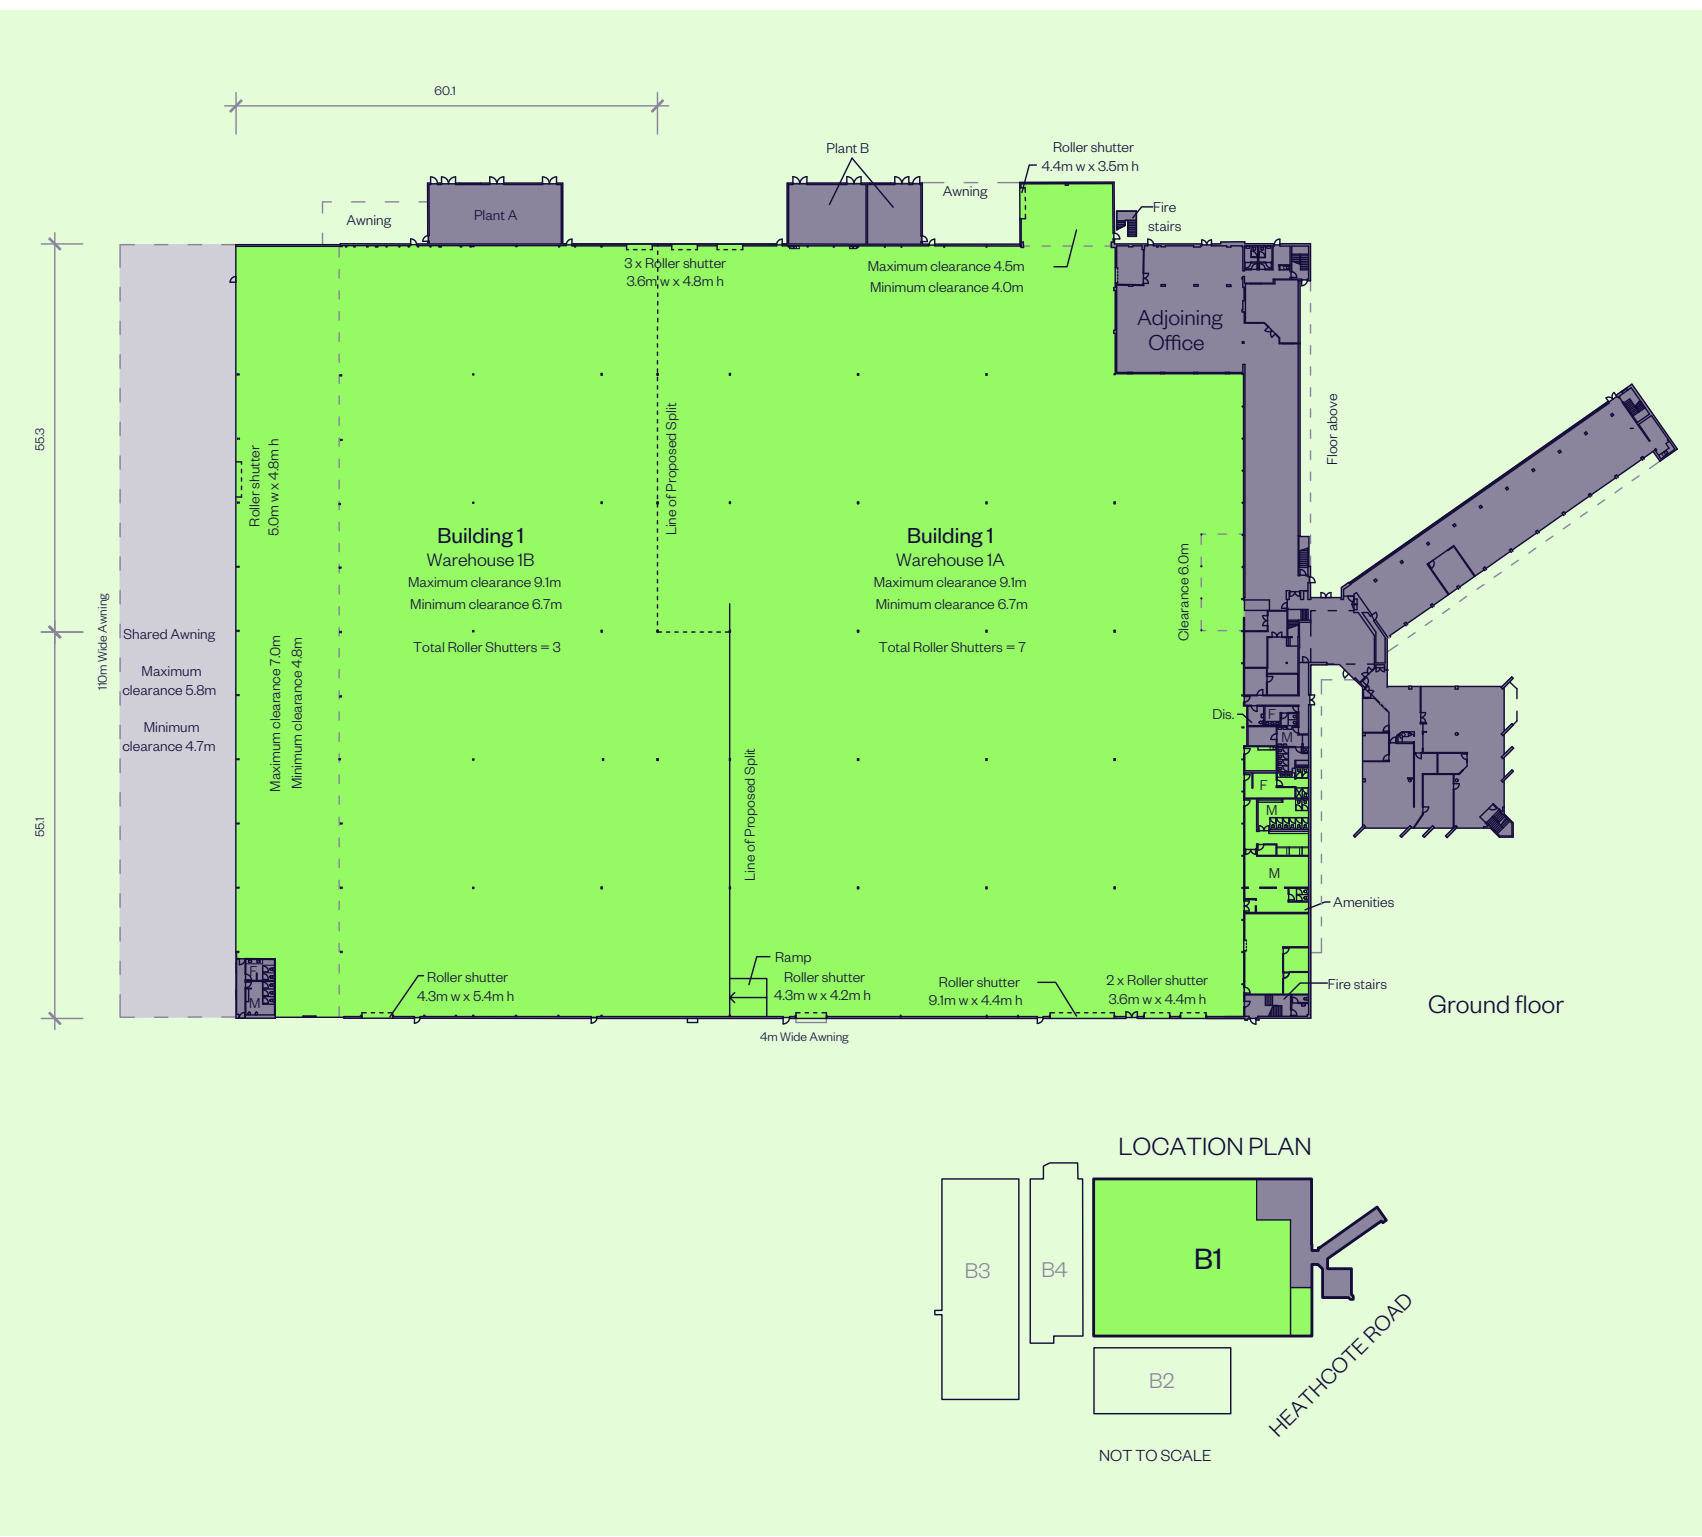 60.1
Plant B
Roller shutter
4.4m w x 3.5m h
Awning
Awning
Plant A
Fire
stairs
3 x Roller shutter
3.6m w x 4.8m h
Maximum clearance 4.5m
Minimum clearance 4.0m
Adjoining
Office
55.3
Roller shutter
5.0m w x 4.8m h
Line of Proposed Split
Floor above
Building 1
Warehouse 1B
Maximum clearance 9.1m
Minimum clearance 6.7m
Total Roller Shutters = 3
Building 1
Warehouse 1A
Maximum clearance 9.1m
Minimum clearance 6.7m
Total Roller Shutters = 7
Clearance 6.0m
110m Wide Awning
Shared Awning
Maximum
clearance 5.8m
Minimum
clearance 4.7m
Maximum clearance 7.0m
Minimum clearance 4.8m
Dis.
F
M
F
M
M
55.1
Line of Proposed Split
Amenities
F
M
Roller shutter
4.3m w x 5.4m h
Ramp
Roller shutter
4.3m w x 4.2m h
Roller shutter
9.1m w x 4.4m h
2 x Roller shutter
3.6m w x 4.4m h
Fire stairs
Ground floor
4m Wide Awning
LOCATION PLAN
B3
B4
B1
B2
HEATHCOTE ROAD
NOT TO SCALE